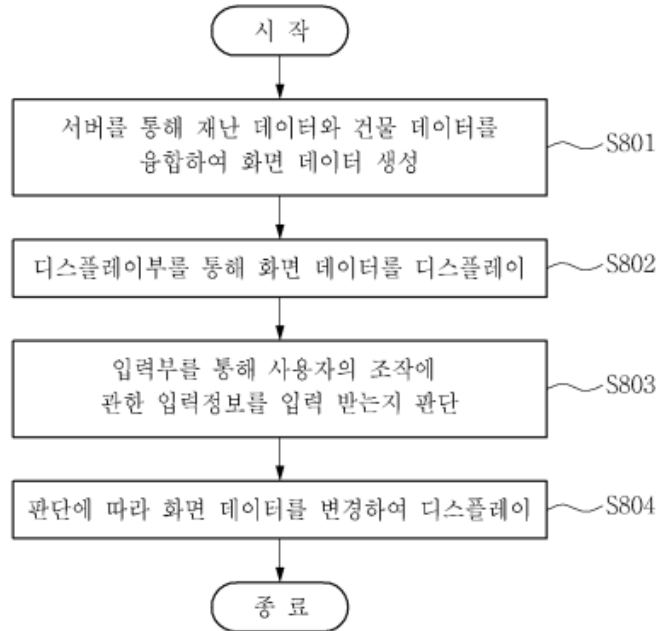 시 작
서버를 통해 재난 데이터와 건물 데이터를
융합하여 화면 데이터 생성
S801
디스플레이부를 통해 화면 데이터를 디스플레이
S802
입력부를 통해 사용자의 조작에
관한 입력정보를 입력 받는지 판단
S803
판단에 따라 화면 데이터를 변경하여 디스플레이
S804
종 료